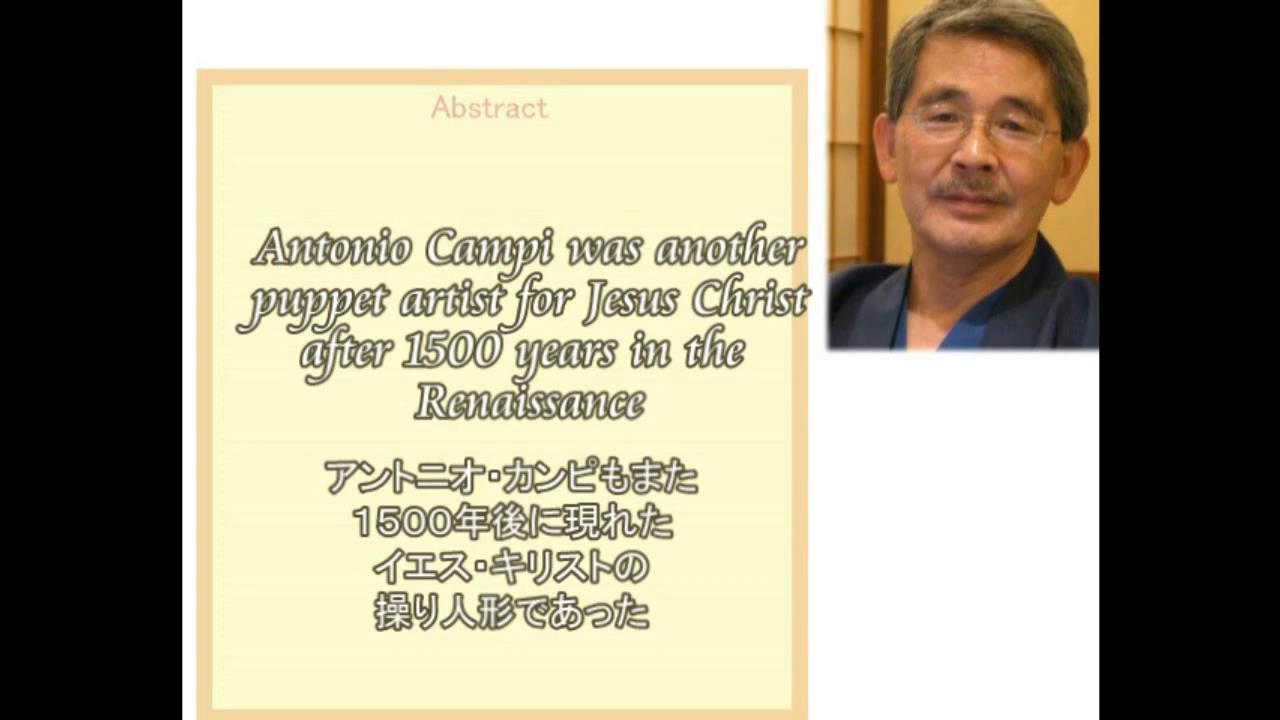 Abstract
Antonio Campi was another
puppet artist for Jesus Christ
after 1500 years in the
Renaissance
アントニオ・カンピもまた
1500年後に現れた
イエス・キリストの
操り人形であった